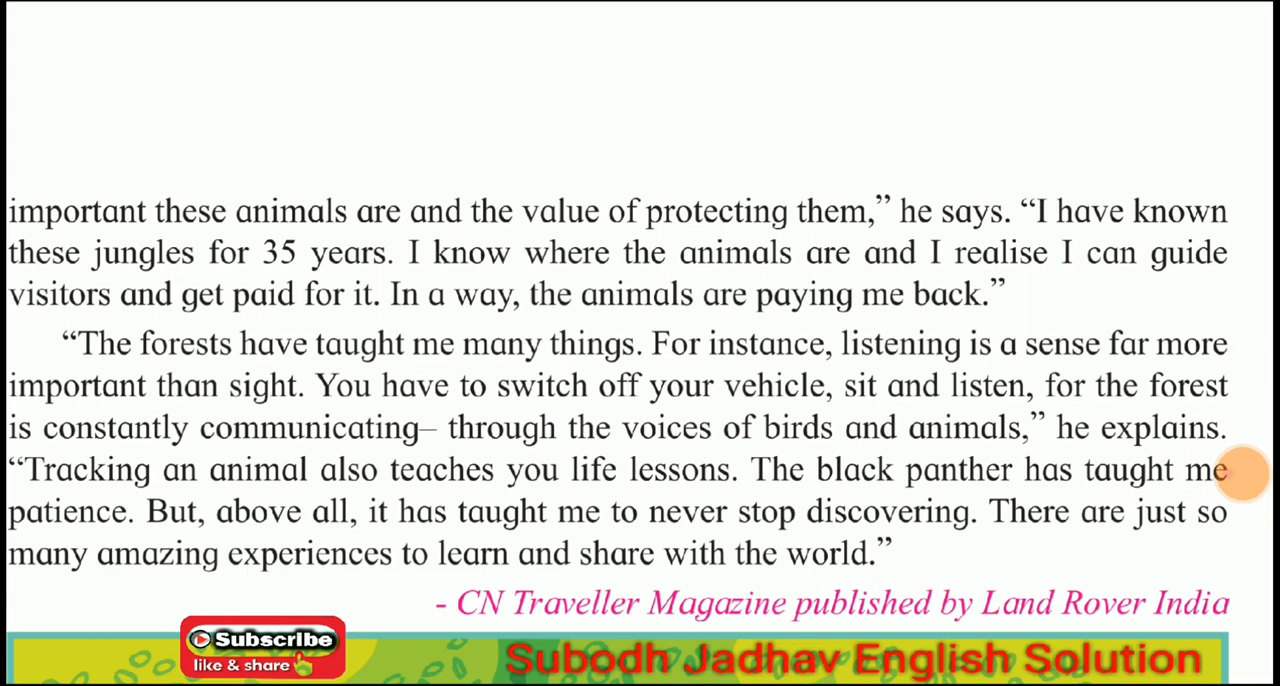 important these animals are and the value of protecting them,” he says. “I have known
these jungles for 35 years. I know where the animals are and I realise I can guide
visitors and get paid for it. In a way, the animals are paying me back.”
“The forests have taught me many things. For instance, listening is a sense far more
important than sight. You have to switch off your vehicle, sit and listen, for the forest
is constantly communicating– through the voices of birds and animals,” he explains.
“Tracking an animal also teaches you life lessons. The black panther has taught me
patience. But, above all, it has taught me to never stop discovering. There are just so
many amazing experiences to learn and share with the world.”
- CN Traveller Magazine published by Land Rover India
Subscribe
like & share
Subodh Jadhav English Solution